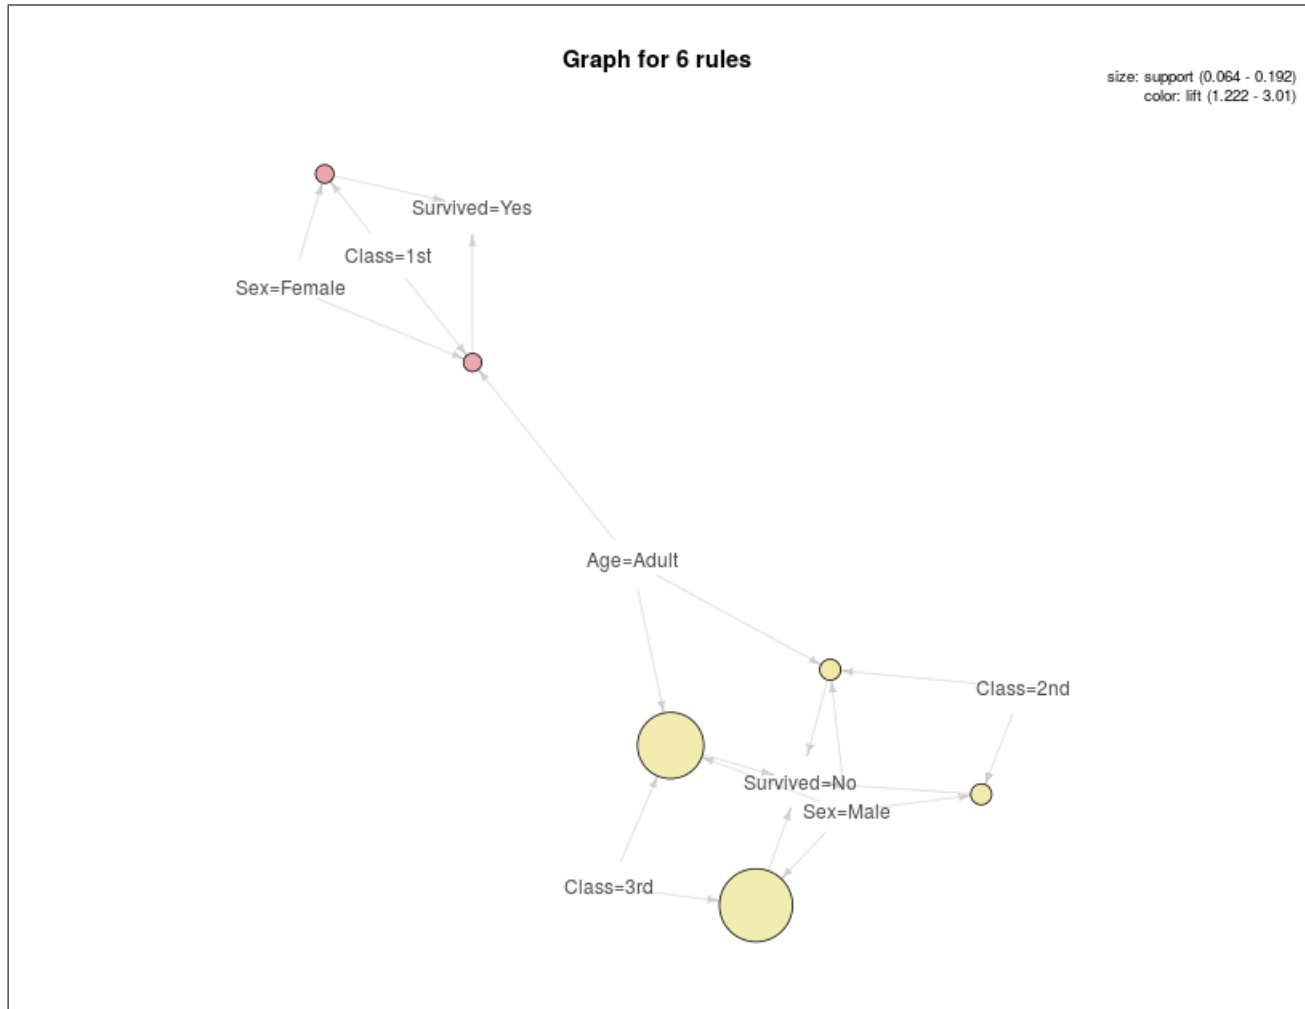 Graph for 6 rules
size: support (0.064 - 0.192)
color: lift (1.222 - 3.01)
Survived=Yes
Class=1st
Sex=Female
Age=Adult
Class=2nd
Survived=No
Sex=Male
Class=3rd